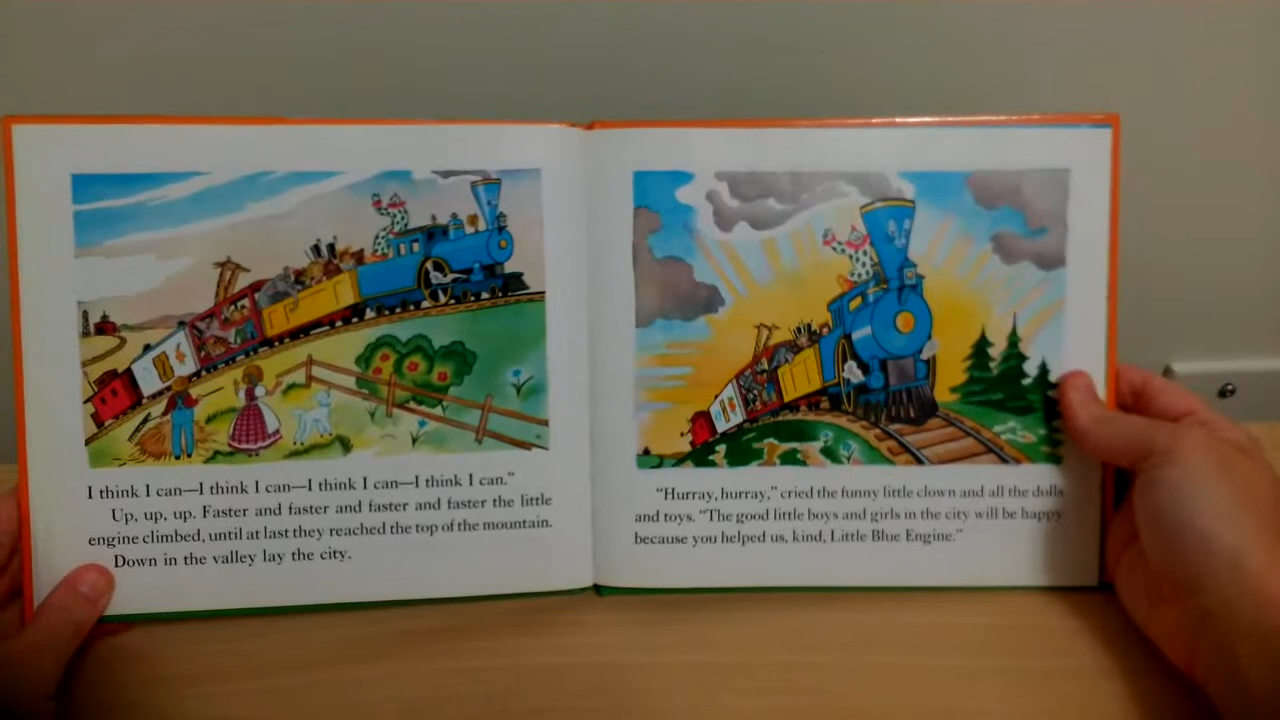 I think I can—I think I can—I think I can—I think I can."
Up, up, up. Faster and faster and faster and faster the little
engine climbed, until at last they reached the top of the mountain.
Down in the valley lay the city.
"Hurray, hurray," cried the funny little clown and all the dolls
and toys. "The good little boys and girls in the city will be happy
because you helped us, kind, Little Blue Engine."